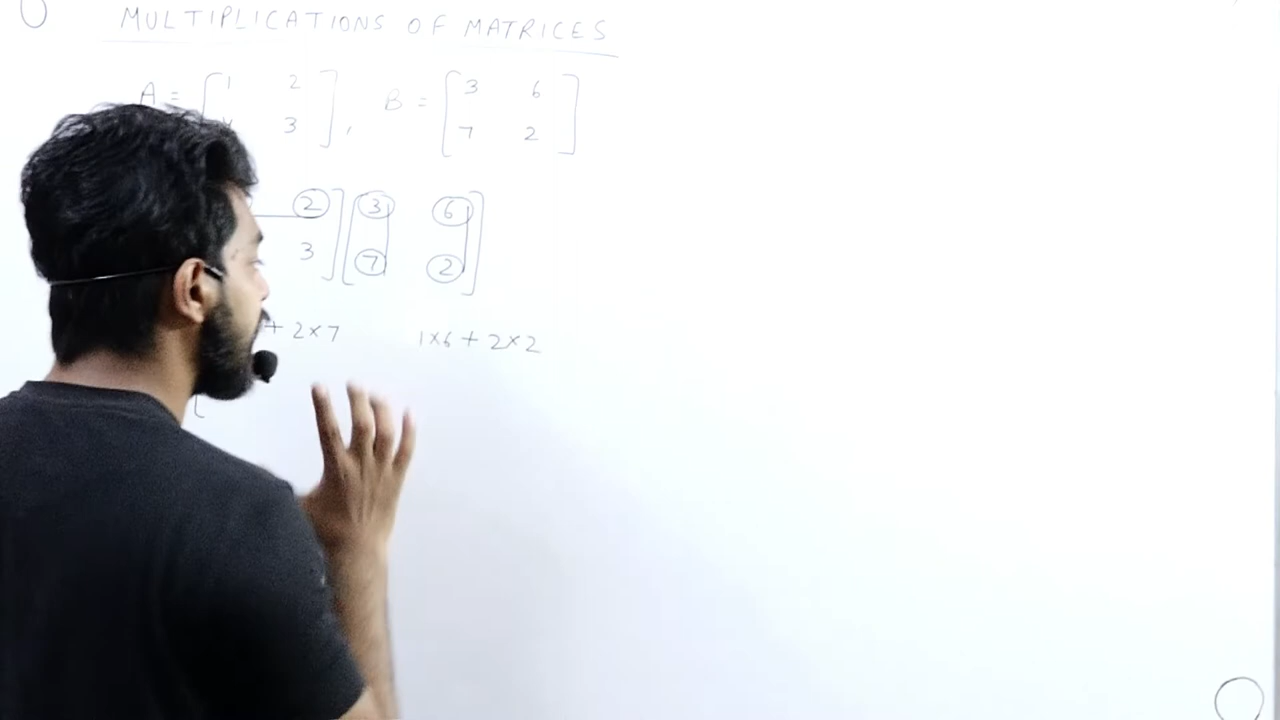 MULTIPLICATIONS OF MATRICES
A = [ 1 2
3 ] , B = [ 3 6
7 2 ]
2 ] [ 3 6
3 ] [ 7 2 ]
+ 2×7 1×6 + 2×2
[